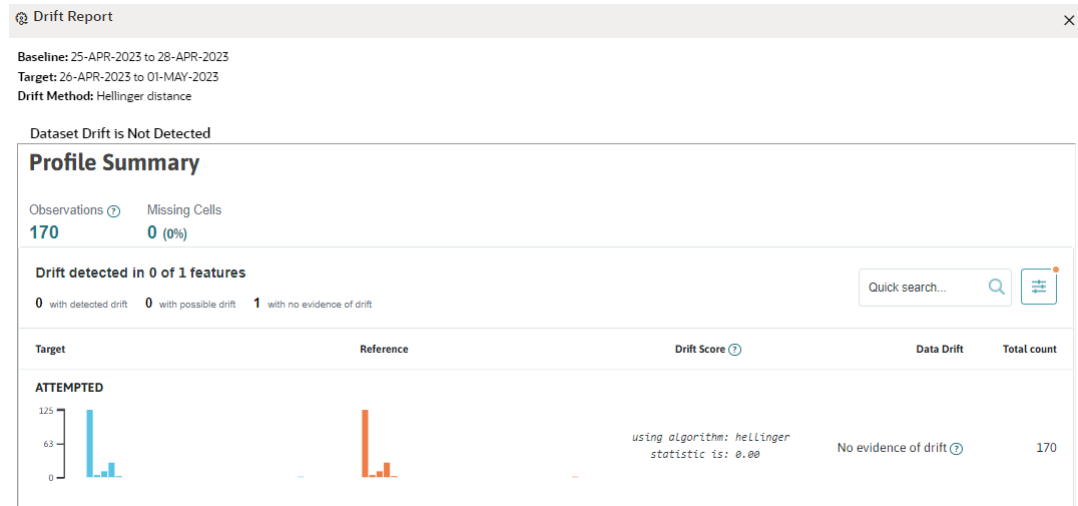 Drift Report
Baseline: 25-APR-2023 to 28-APR-2023
Target: 26-APR-2023 to 01-MAY-2023
Drift Method: Hellinger distance
Dataset Drift is Not Detected
Profile Summary
Observations ? Missing Cells
170 0 (0%)
Drift detected in 0 of 1 features
0 with detected drift 0 with possible drift 1 with no evidence of drift
Quick search...
Target Reference Drift Score ? Data Drift Total count
ATTEMPTED
125
63
0
using algorithm: hellinger
statistic is: 0.00
No evidence of drift ? 170